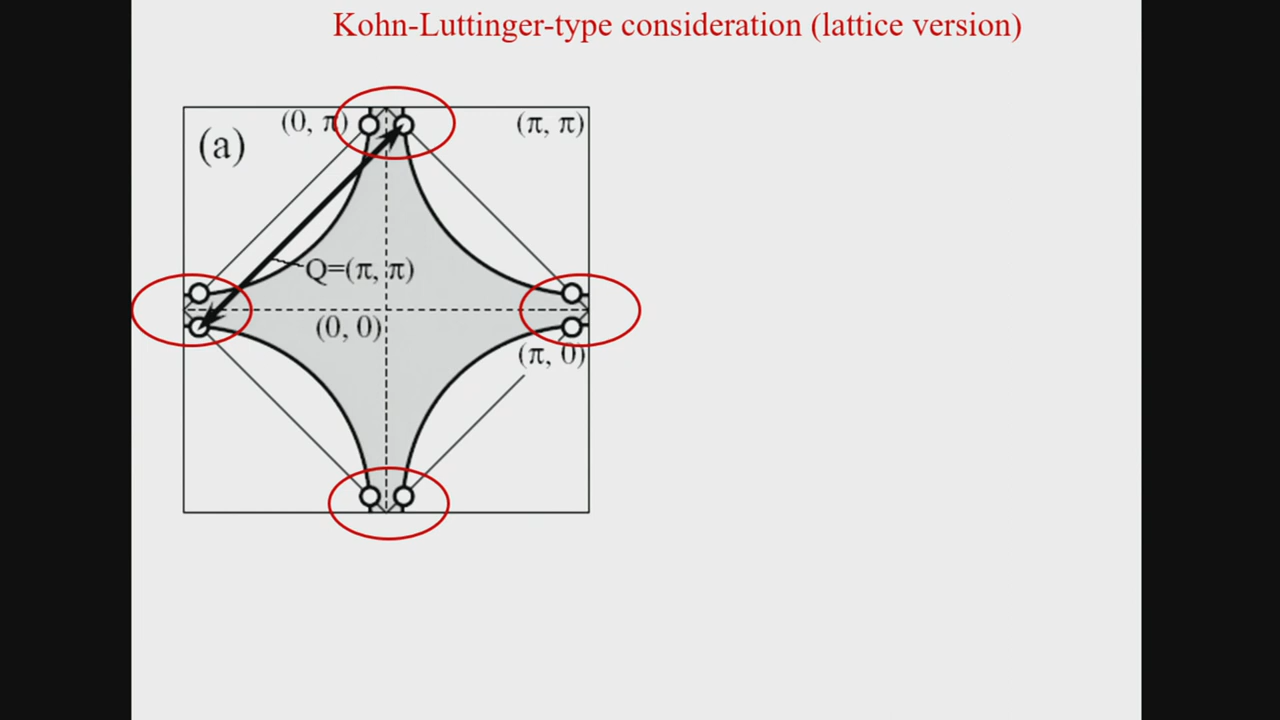 Kohn-Luttinger-type consideration (lattice version)
(0, π)
(π, π)
(a)
Q=(π, π)
(0, 0)
(π, 0)